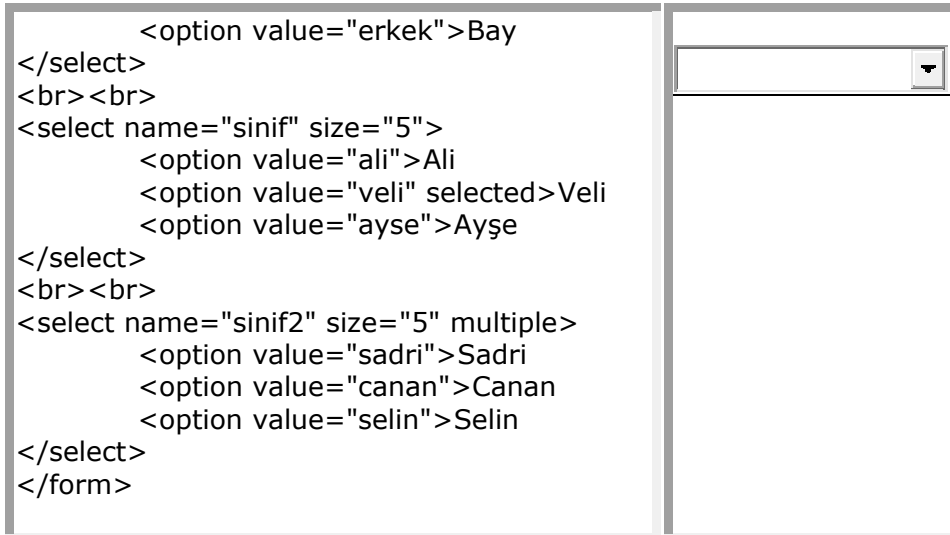 <option value="erkek">Bay
</select>
<br><br>
<select name="sinif" size="5">
<option value="ali">Ali
<option value="veli" selected>Veli
<option value="ayse">Ayşe
</select>
<br><br>
<select name="sinif2" size="5" multiple>
<option value="sadri">Sadri
<option value="canan">Canan
<option value="selin">Selin
</select>
</form>